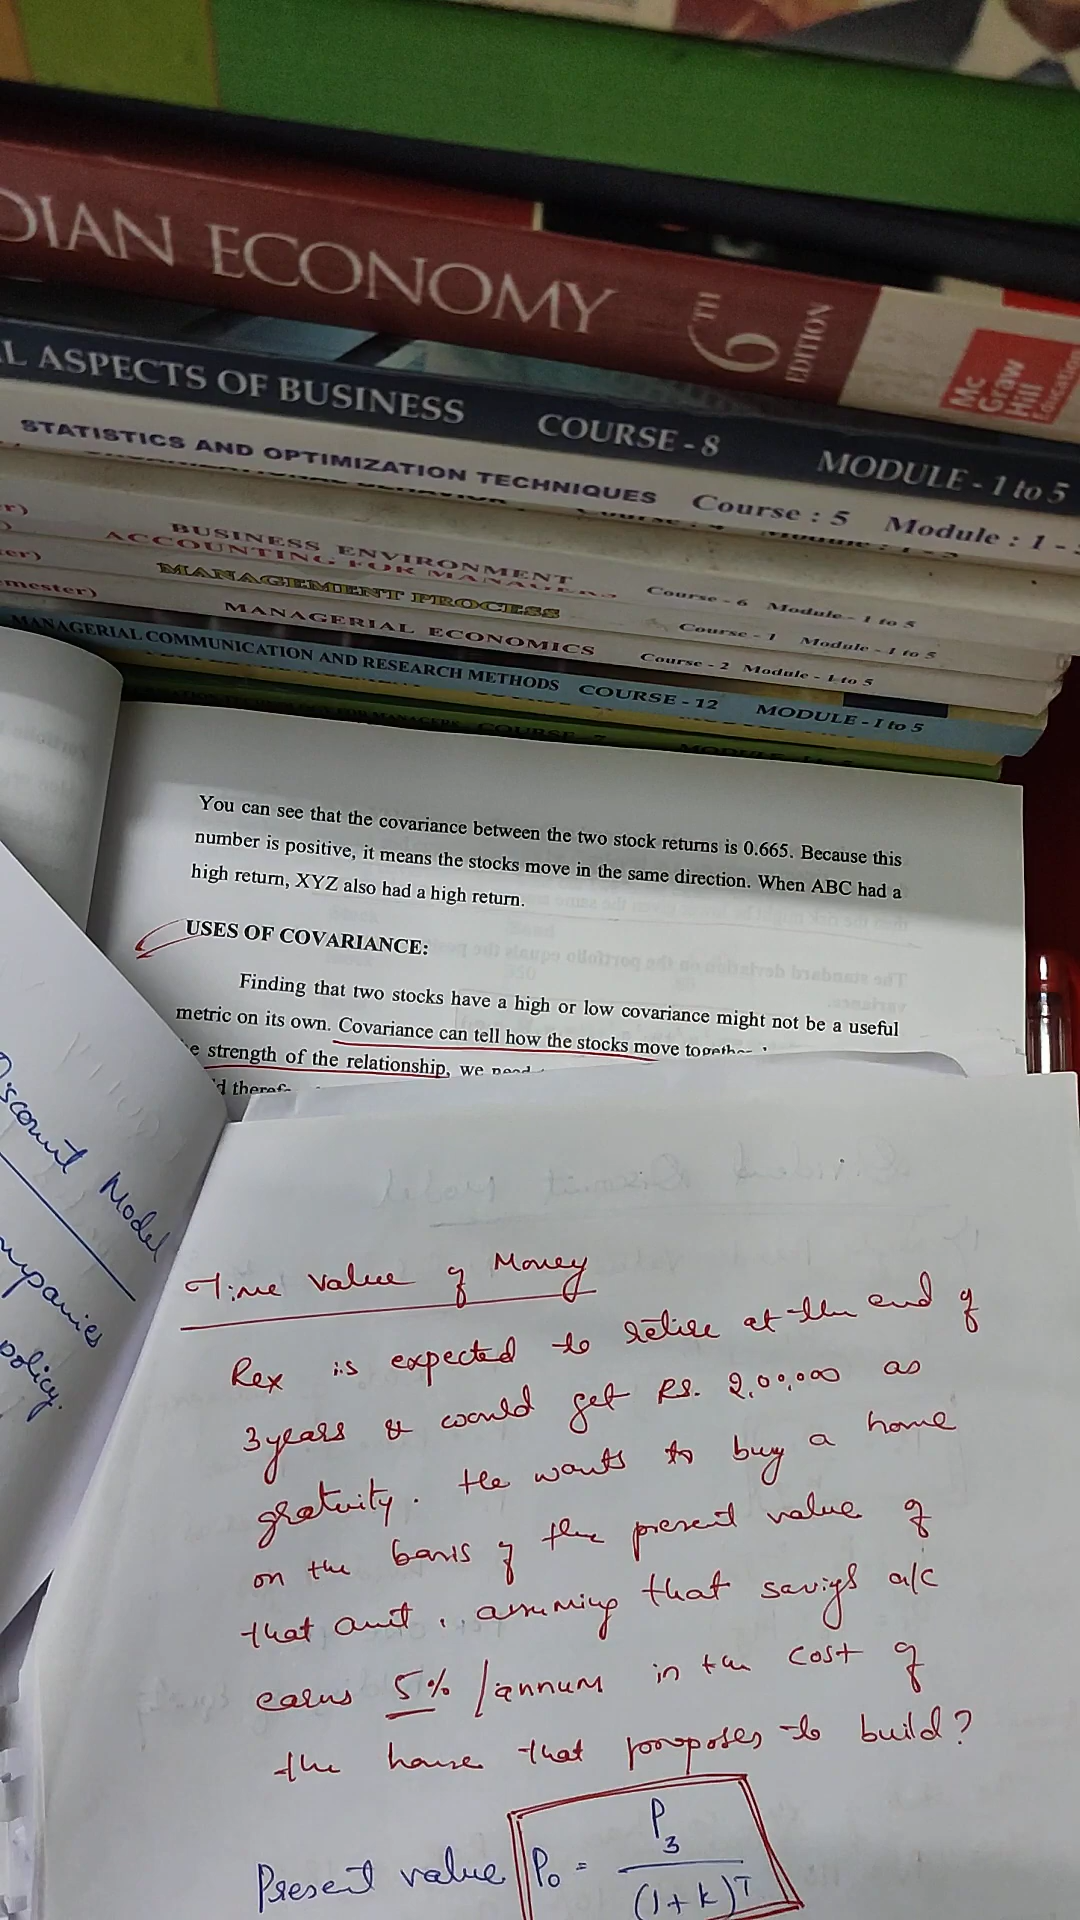 DIAN ECONOMY 6TH EDITION
Mc Graw Hill Education
L ASPECTS OF BUSINESS COURSE - 8 MODULE - 1 to 5
STATISTICS AND OPTIMIZATION TECHNIQUES Course : 5 Module : 1 -
BUSINESS ENVIRONMENT Course - 6 Module - 1 to 5
ACCOUNTING FOR MANAGERS
MANAGEMENT PROCESS Course - 1 Module - 1 to 5
mester) MANAGERIAL ECONOMICS Course - 2 Module - 1 to 5
MANAGERIAL COMMUNICATION AND RESEARCH METHODS COURSE - 12 MODULE - I to 5
You can see that the covariance between the two stock returns is 0.665. Because this
number is positive, it means the stocks move in the same direction. When ABC had a
high return, XYZ also had a high return.
USES OF COVARIANCE:
Finding that two stocks have a high or low covariance might not be a useful
metric on its own. Covariance can tell how the stocks move
e strength of the relationship, we
iscount Model
mpanies
policy.
Time value of Money
Rex is expected to retire at the end of
3 years & would get RS. 2,00,000 as
gratuity. He wants to buy a home
on the basis of the present value of
that amt, assuming that savigs a/c
earns 5% /annum in the cost of
the house that proposes to build?
Present value P0 = P3 / (1+k)^T